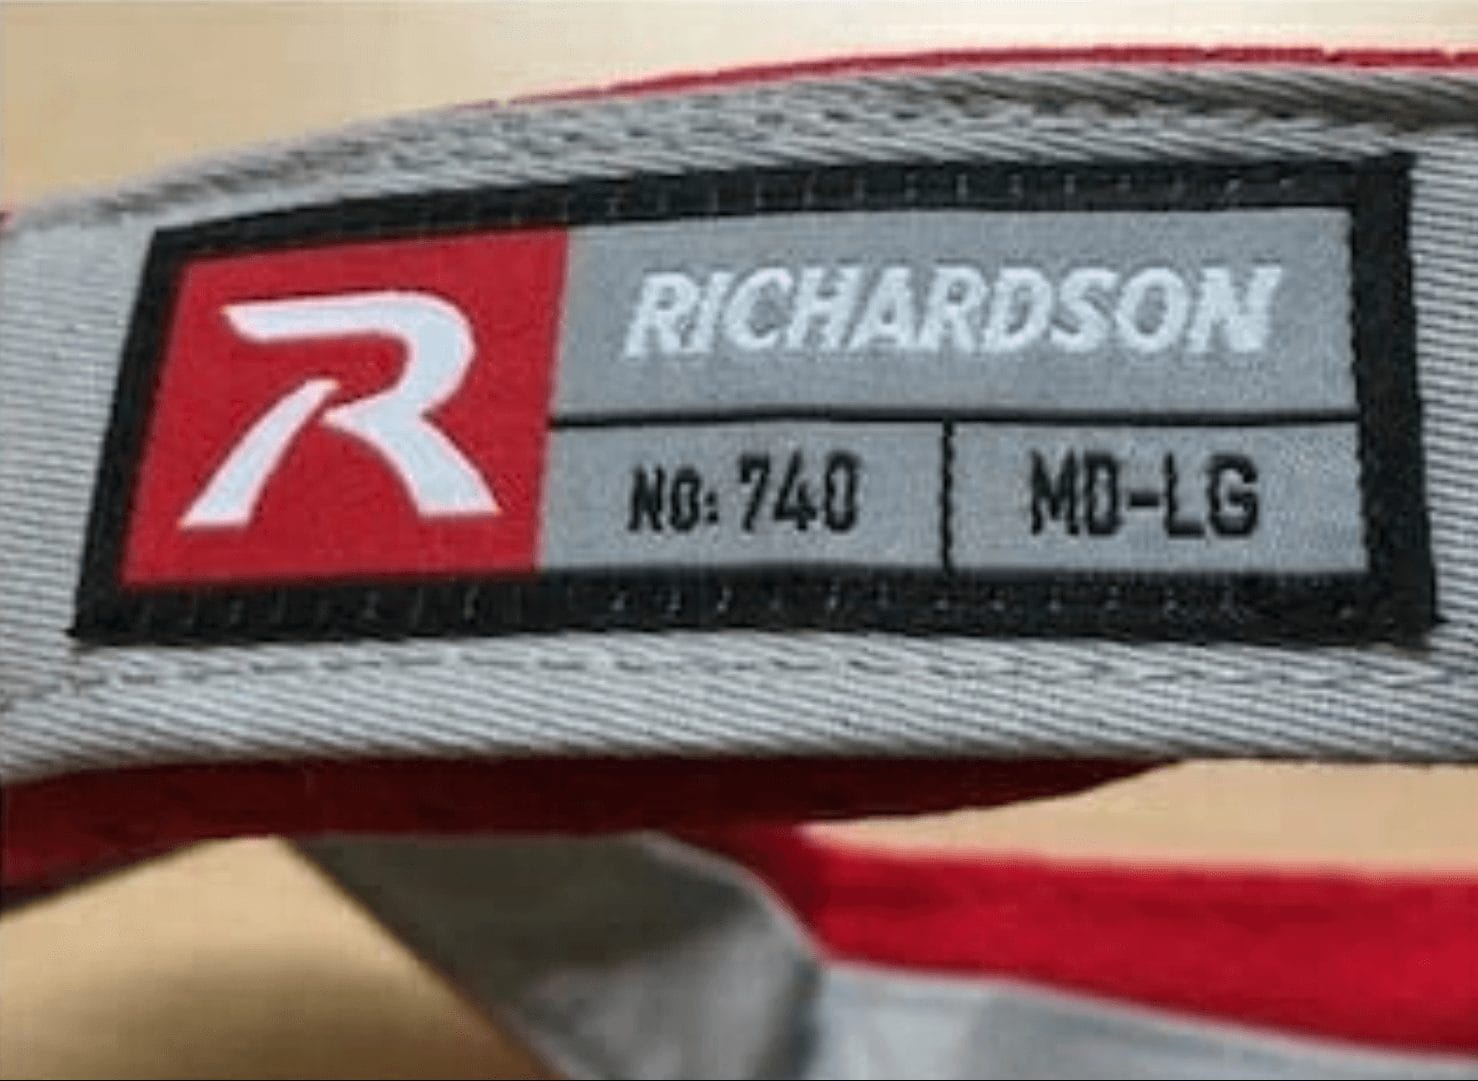 R
RICHARDSON
NO: 740
MD-LG